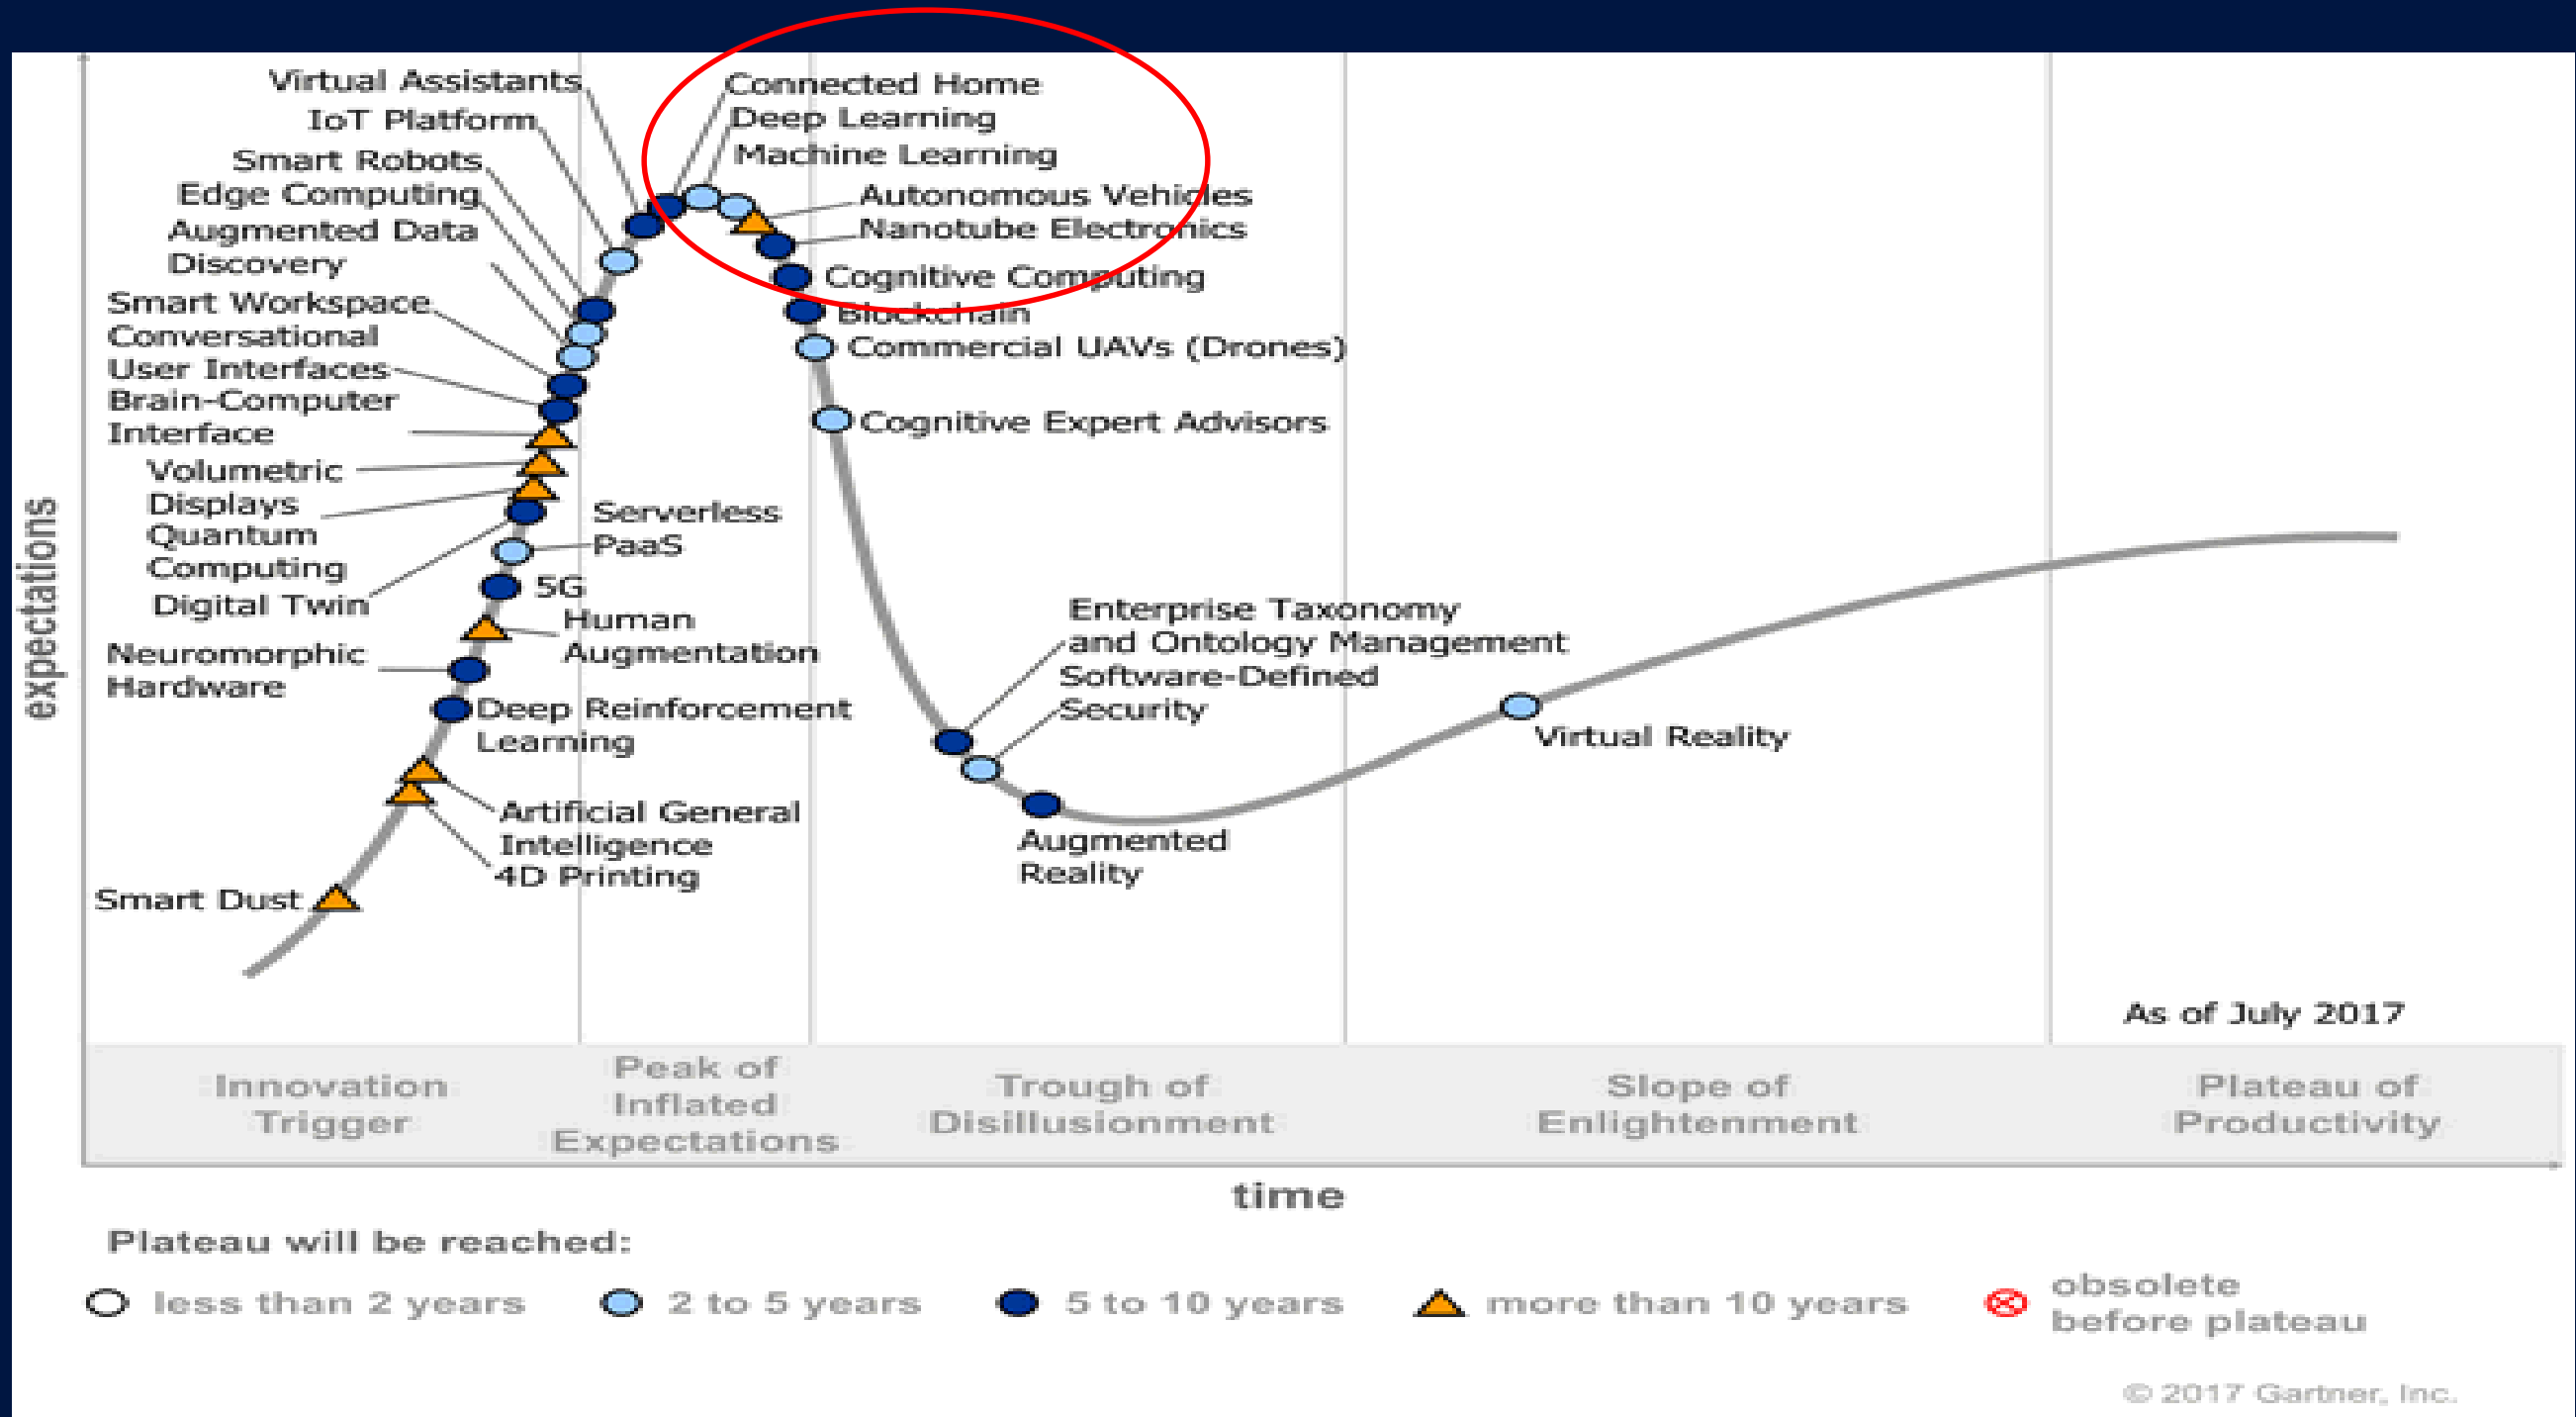 Virtual Assistants
IoT Platform
Smart Robots
Edge Computing
Augmented Data
Discovery
Smart Workspace
Conversational
User Interfaces
Brain-Computer
Interface
Volumetric
Displays
Quantum
Computing
Digital Twin
Neuromorphic
Hardware
Smart Dust
Connected Home
Deep Learning
Machine Learning
Autonomous Vehicles
Nanotube Electronics
Cognitive Computing
Blockchain
Commercial UAVs (Drones)
Cognitive Expert Advisors
Serverless
PaaS
5G
Human
Augmentation
Deep Reinforcement
Learning
Artificial General
Intelligence
4D Printing
Enterprise Taxonomy
and Ontology Management
Software-Defined
Security
Augmented
Reality
Virtual Reality
As of July 2017
expectations
Innovation
Trigger
Peak of
Inflated
Expectations
Trough of
Disillusionment
Slope of
Enlightenment
Plateau of
Productivity
time
Plateau will be reached:
less than 2 years
2 to 5 years
5 to 10 years
more than 10 years
obsolete
before plateau
© 2017 Gartner, Inc.